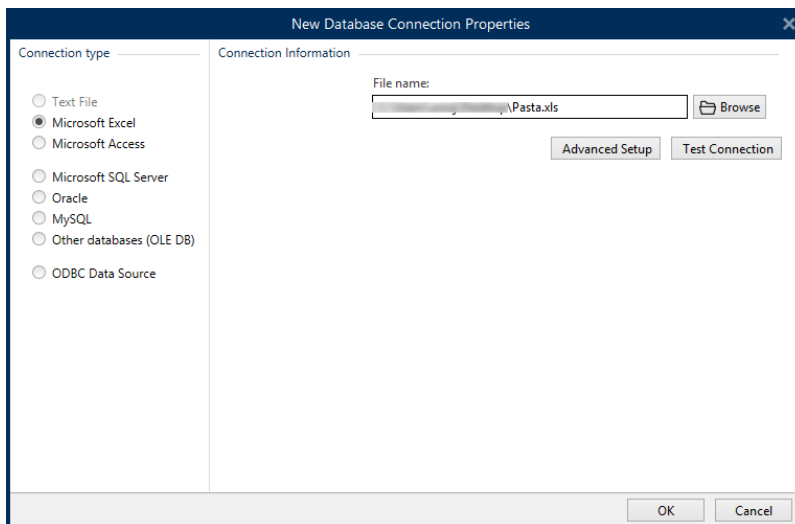 New Database Connection Properties
Connection type
Text File
Microsoft Excel
Microsoft Access
Microsoft SQL Server
Oracle
MySQL
Other databases (OLE DB)
ODBC Data Source
Connection Information
File name:
\Pasta.xls
Browse
Advanced Setup
Test Connection
OK
Cancel